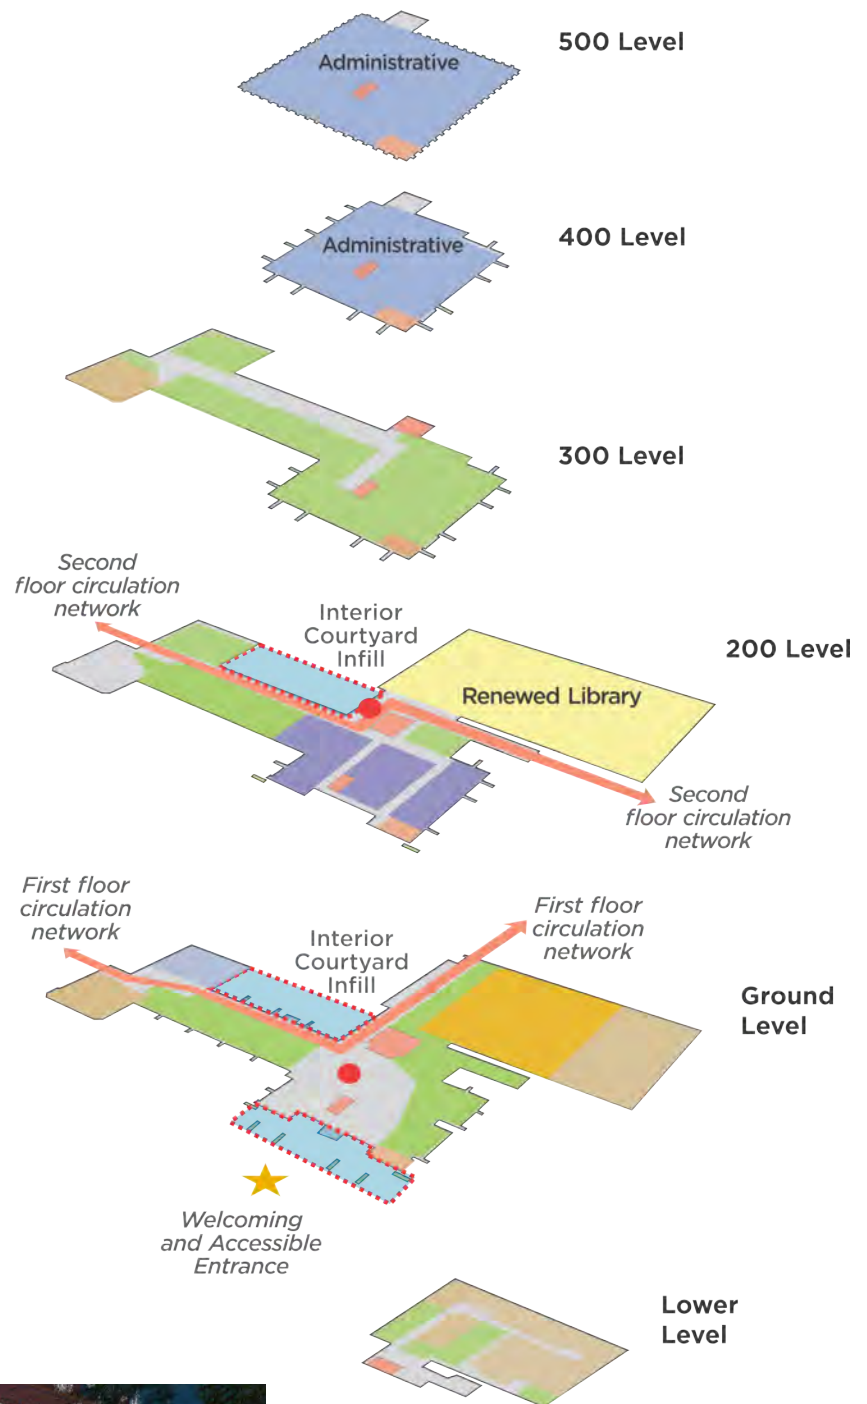 500 Level
Administrative
400 Level
Administrative
300 Level
Second
floor circulation
network
Interior
Courtyard
Infill
200 Level
Renewed Library
Second
floor circulation
network
First floor
circulation
network
Interior
Courtyard
Infill
First floor
circulation
network
Ground
Level
Welcoming
and Accessible
Entrance
Lower
Level